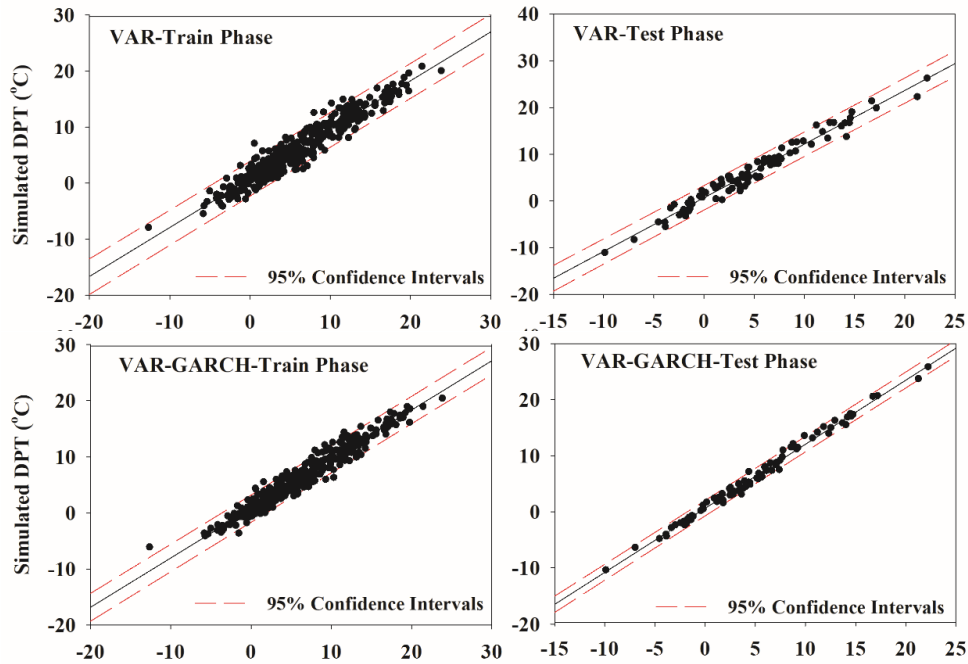 VAR-Train Phase
30
20
10
0
-10
-20
Simulated DPT (°C)
95% Confidence Intervals
-20 -10 0 10 20 30
VAR-Test Phase
40
30
20
10
0
-10
-20
95% Confidence Intervals
-15 -10 -5 0 5 10 15 20 25
VAR-GARCH-Train Phase
30
20
10
0
-10
-20
Simulated DPT (°C)
95% Confidence Intervals
-20 -10 0 10 20 30
VAR-GARCH-Test Phase
30
20
10
0
-10
-20
95% Confidence Intervals
-15 -10 -5 0 5 10 15 20 25